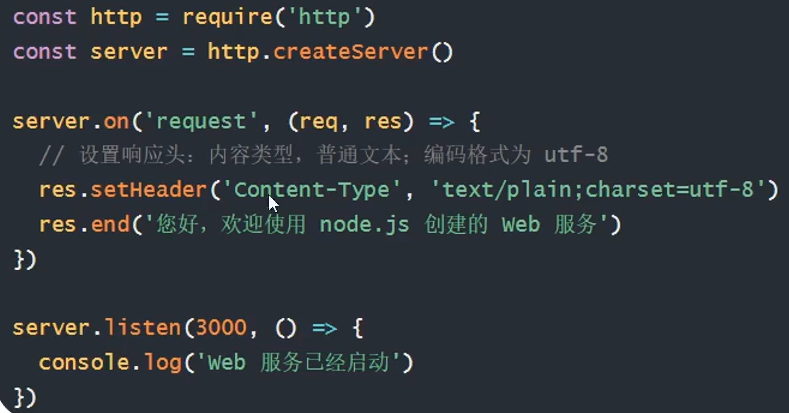 const http = require('http')
const server = http.createServer()
server.on('request', (req, res) => {
// 设置响应头：内容类型，普通文本；编码格式为 utf-8
res.setHeader('Content-Type', 'text/plain;charset=utf-8')
res.end('您好，欢迎使用 node.js 创建的 Web 服务')
})
server.listen(3000, () => {
console.log('Web 服务已经启动')
})